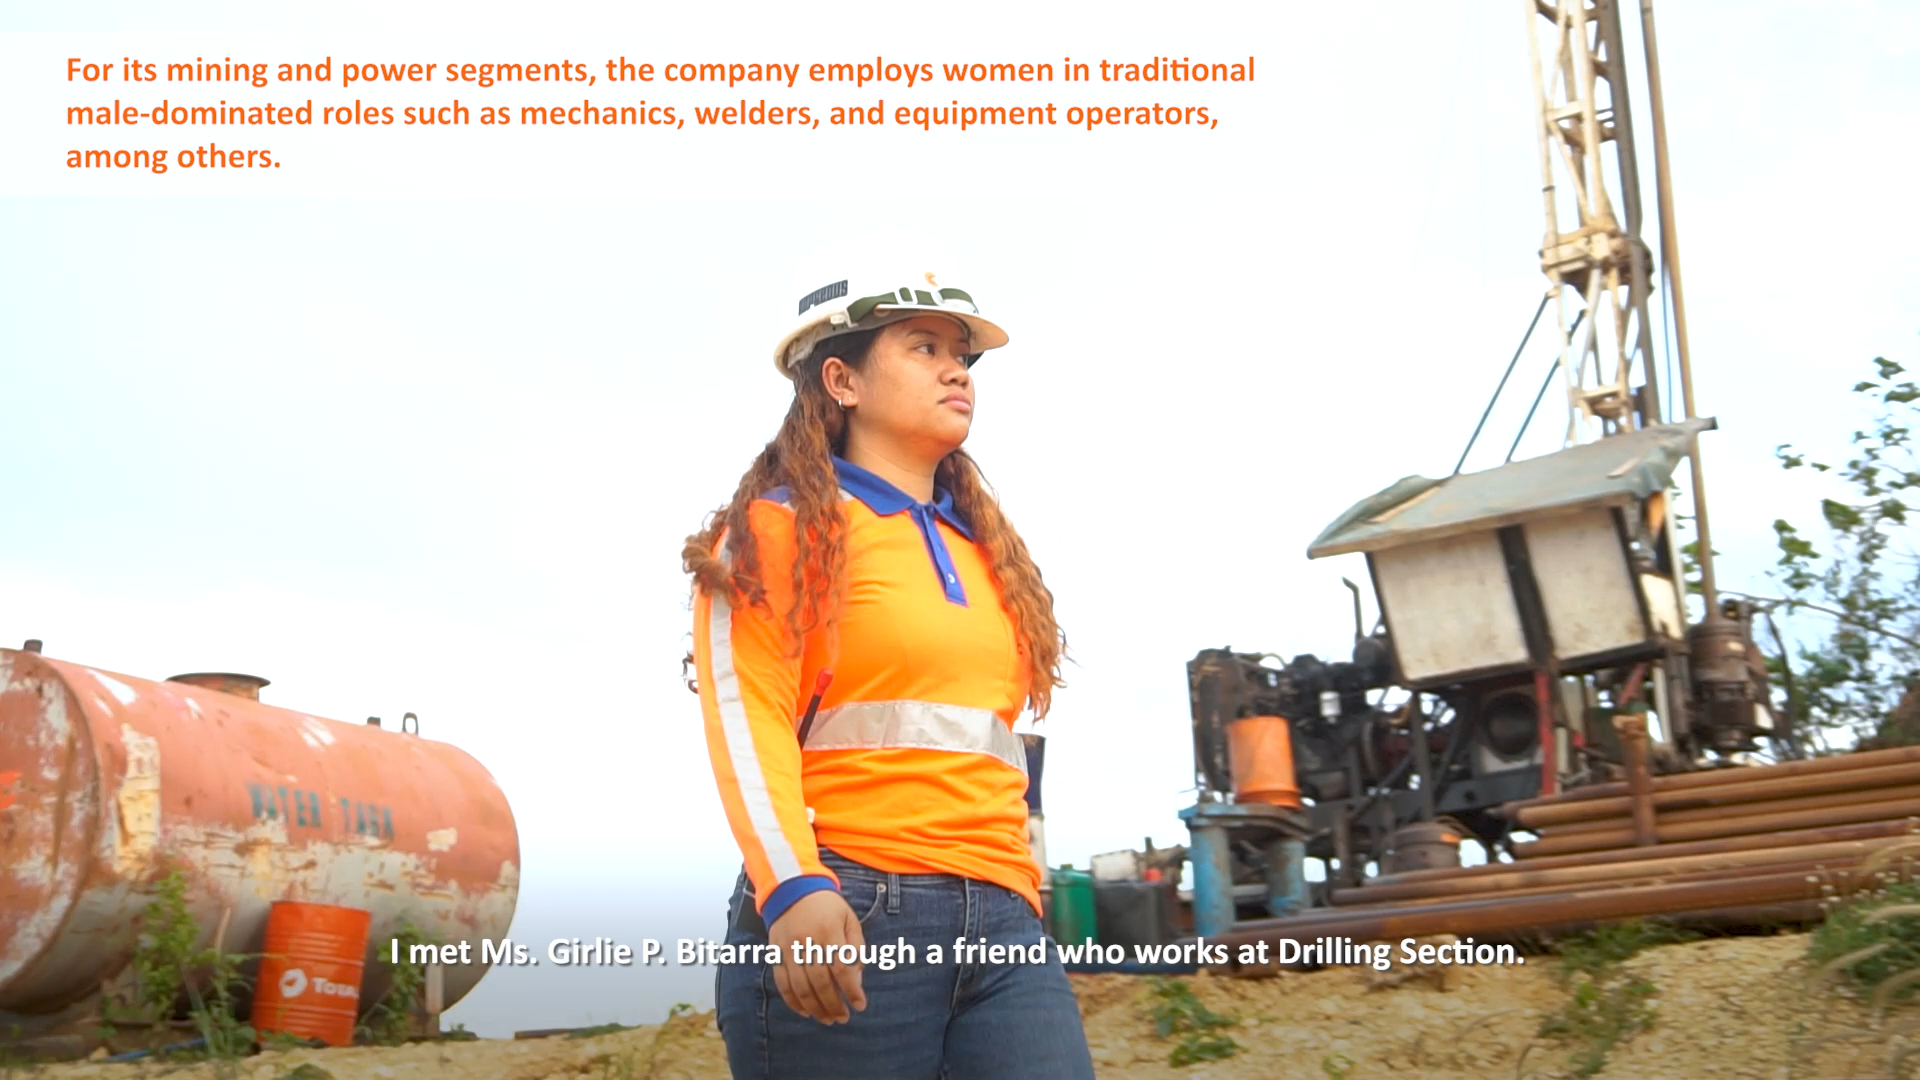 For its mining and power segments, the company employs women in traditional
male-dominated roles such as mechanics, welders, and equipment operators,
among others.
WATER
I met Ms. Girlie P. Bitarra through a friend who works at Drilling Section.